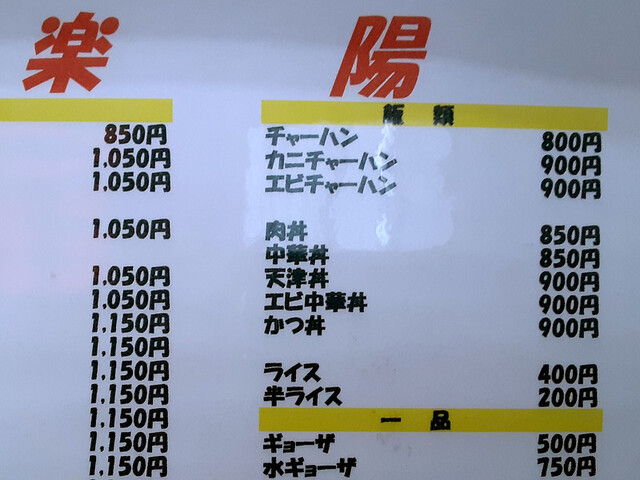 楽 陽
850円
1,050円
1,050円
1,050円
1,050円
1,050円
1,150円
1,150円
1,150円
1,150円
1,150円
1,150円
1,150円
飯 類
チャーハン 800円
カニチャーハン 900円
エビチャーハン 900円
肉丼 850円
中華丼 850円
天津丼 900円
エビ中華丼 900円
かつ丼 900円
ライス 400円
半ライス 200円
一 品
ギョーザ 500円
水ギョーザ 750円